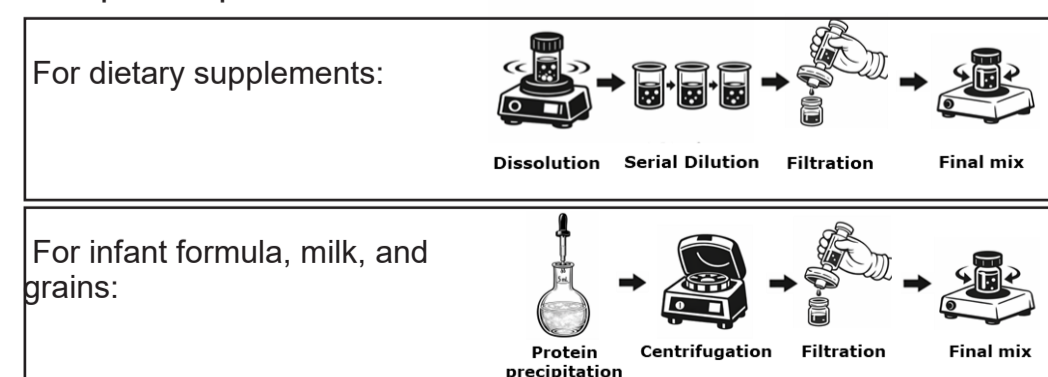 For dietary supplements:
Dissolution Serial Dilution Filtration Final mix
For infant formula, milk, and
grains:
Protein
precipitation
Centrifugation Filtration Final mix